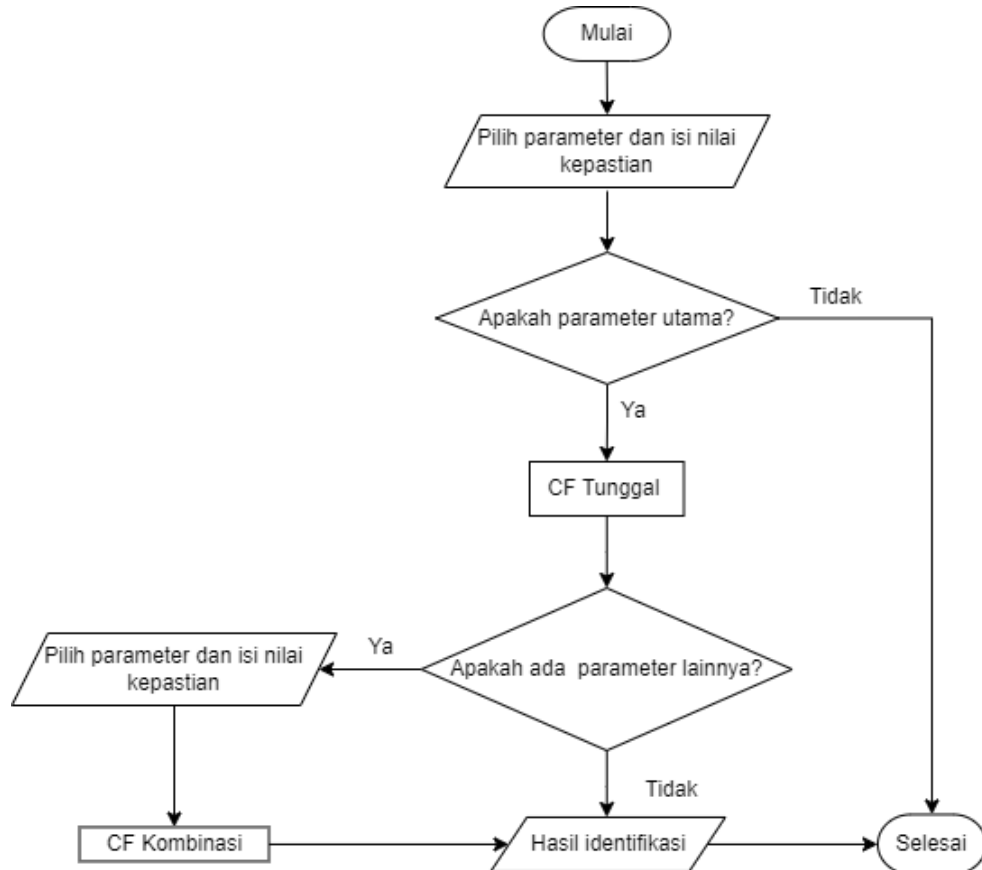 Mulai
Pilih parameter dan isi nilai
kepastian
Apakah parameter utama?
Tidak
Ya
CF Tunggal
Apakah ada  parameter lainnya?
Ya
Pilih parameter dan isi nilai
kepastian
Tidak
CF Kombinasi
Hasil identifikasi
Selesai